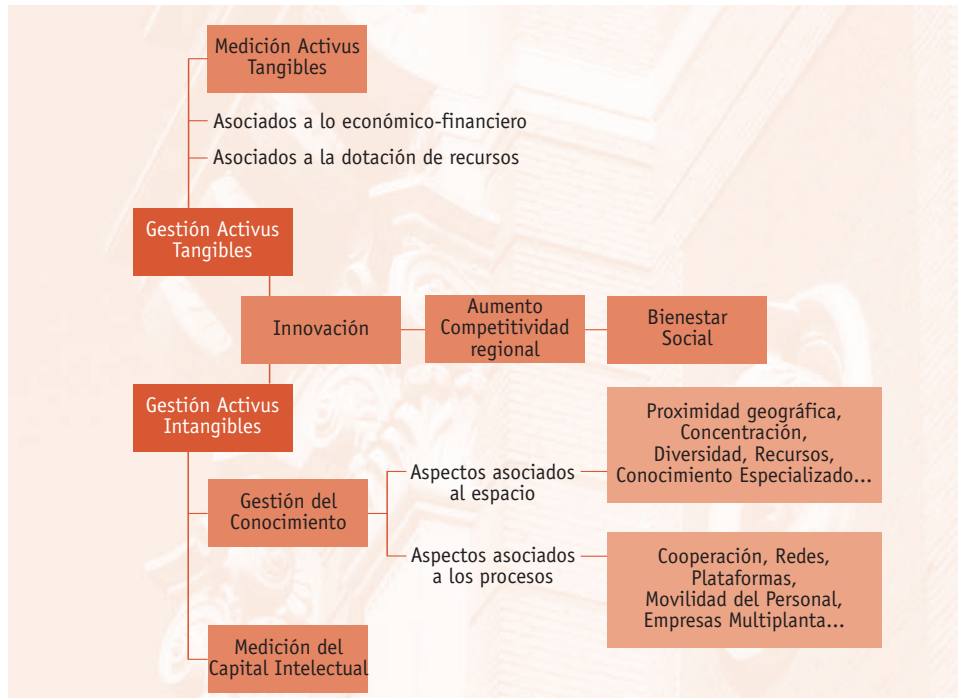 Medición Activus
Tangibles
Asociados a lo económico-financiero
Asociados a la dotación de recursos
Gestión Activus
Tangibles
Innovación
Aumento
Competitividad
regional
Bienestar
Social
Gestión Activus
Intangibles
Proximidad geográfica,
Concentración,
Diversidad, Recursos,
Conocimiento Especializado...
Aspectos asociados
al espacio
Gestión del
Conocimiento
Aspectos asociados
a los procesos
Cooperación, Redes,
Plataformas,
Movilidad del Personal,
Empresas Multiplanta...
Medición del
Capital Intelectual